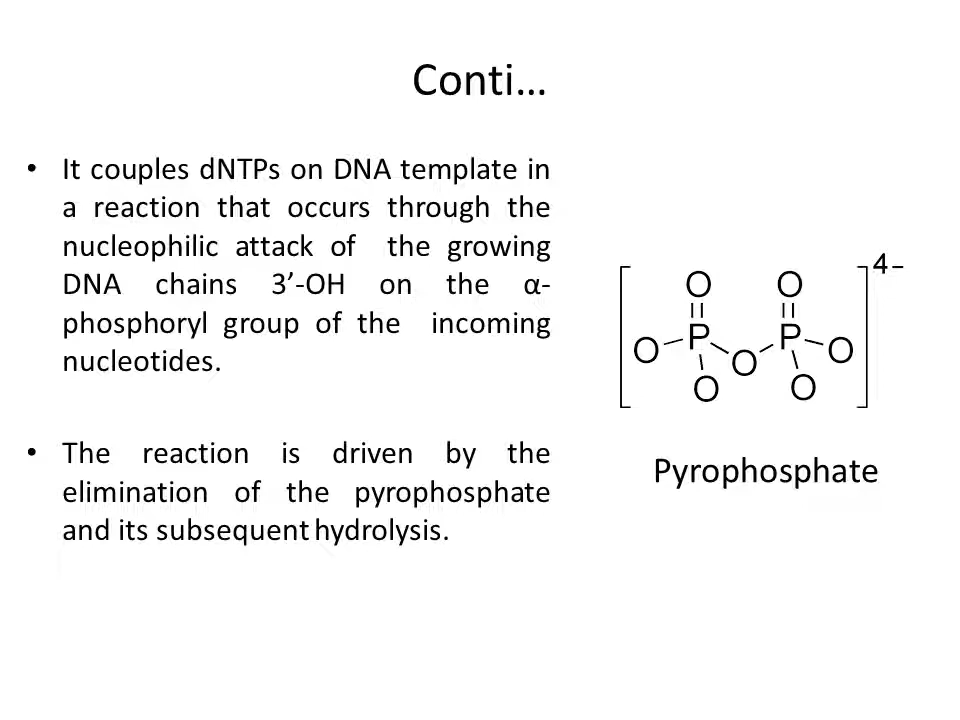 Conti…
• It couples dNTPs on DNA template in
a reaction that occurs through the
nucleophilic attack of the growing
DNA chains 3’-OH on the α-
phosphoryl group of the incoming
nucleotides.
• The reaction is driven by the
elimination of the pyrophosphate
and its subsequent hydrolysis.
4–
O O
P P
O O O
O O
Pyrophosphate